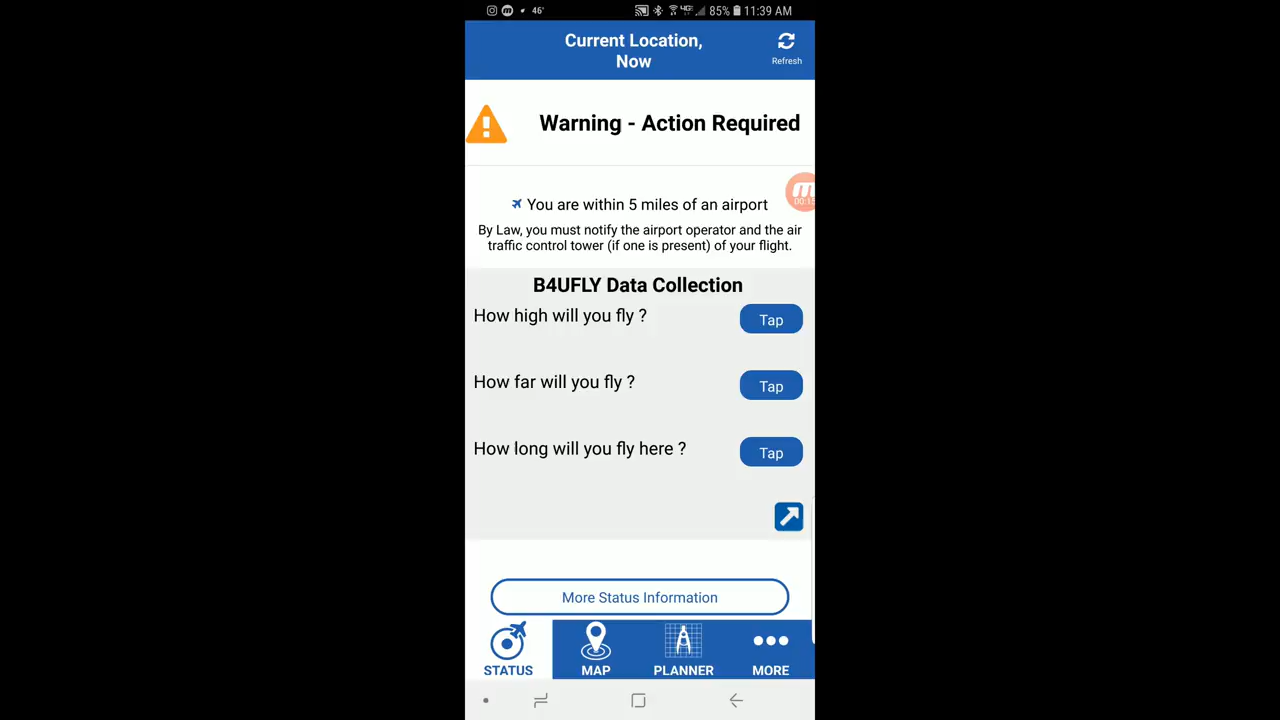 46° 85% 11:39 AM
Current Location,
Now
Refresh
Warning - Action Required
You are within 5 miles of an airport
00:15
By Law, you must notify the airport operator and the air
traffic control tower (if one is present) of your flight.
B4UFLY Data Collection
How high will you fly ? Tap
How far will you fly ? Tap
How long will you fly here ? Tap
More Status Information
STATUS MAP PLANNER MORE